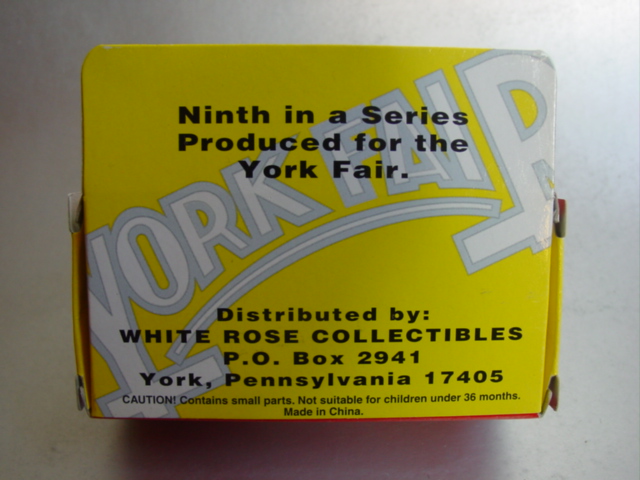 Ninth in a Series
Produced for the
York Fair.
YORK FAIR
Distributed by:
WHITE ROSE COLLECTIBLES
P.O. Box 2941
York, Pennsylvania 17405
CAUTION! Contains small parts. Not suitable for children under 36 months.
Made in China.